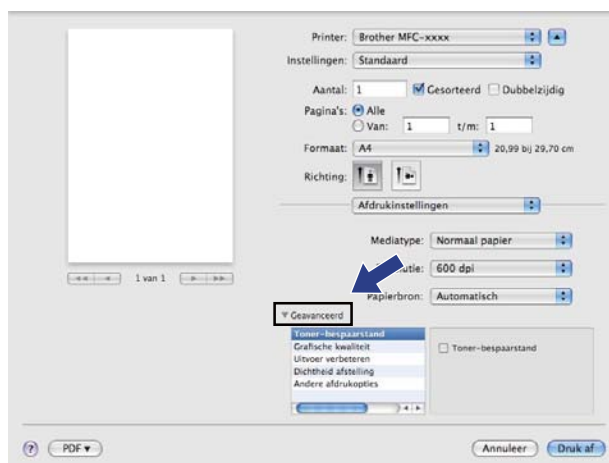 Printer: Brother MFC-xxxx
Instellingen: Standaard
Aantal: 1 Gesorteerd Dubbelzijdig
Pagina's: Alle
Van: 1 t/m: 1
Formaat: A4 20,99 bij 29,70 cm
Richting:
Afdrukinstellingen
Mediatype: Normaal papier
600 dpi
1 van 1
Papierbron: Automatisch
Geavanceerd
Toner-bespaarstand
Grafische kwaliteit
Toner-bespaarstand
Uitvoer verbeteren
Dichtheid afstelling
Andere afdrukopties
? PDF Annuleer Druk af